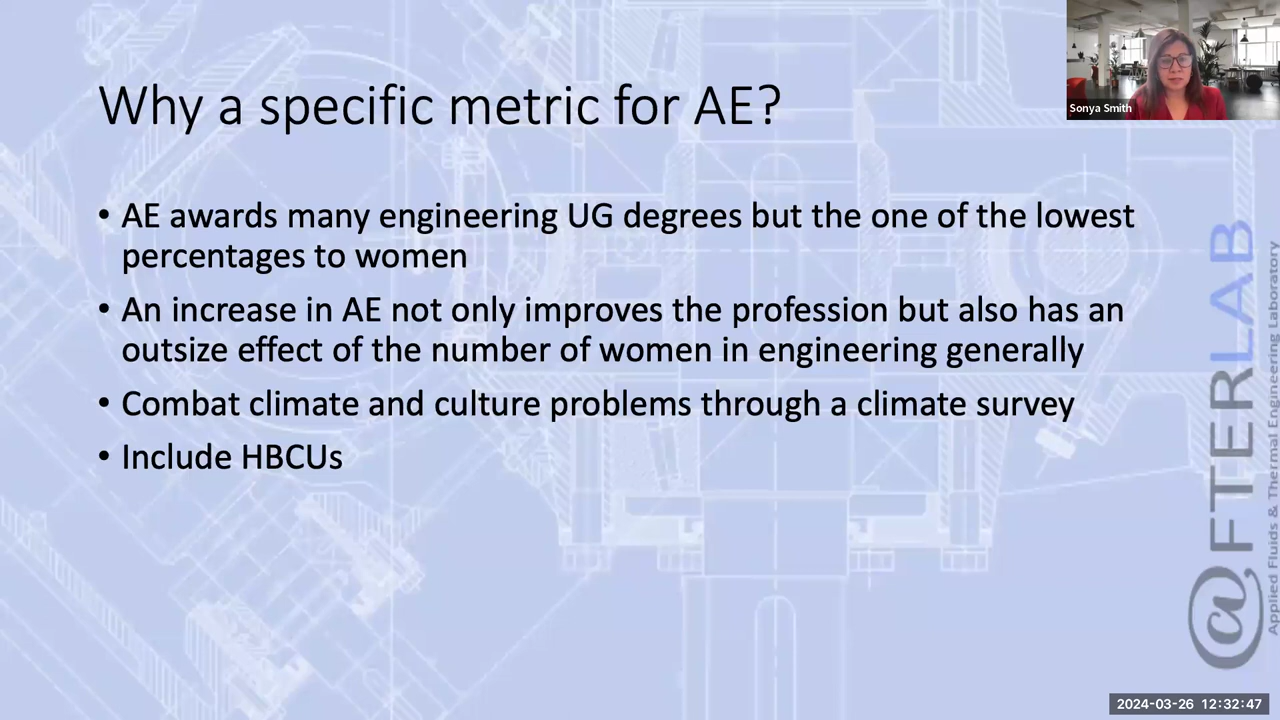 Why a specific metric for AE?
Sonya Smith
• AE awards many engineering UG degrees but the one of the lowest
percentages to women
• An increase in AE not only improves the profession but also has an
outsize effect of the number of women in engineering generally
• Combat climate and culture problems through a climate survey
• Include HBCUs
@FTERLAB
Applied Fluids & Thermal Engineering Laboratory
2024-03-26 12:32:47